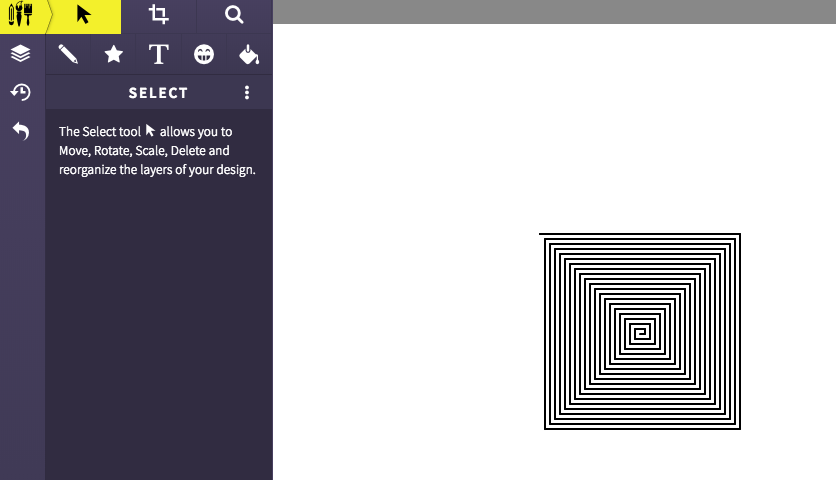 SELECT
The Select tool allows you to
Move, Rotate, Scale, Delete and
reorganize the layers of your design.